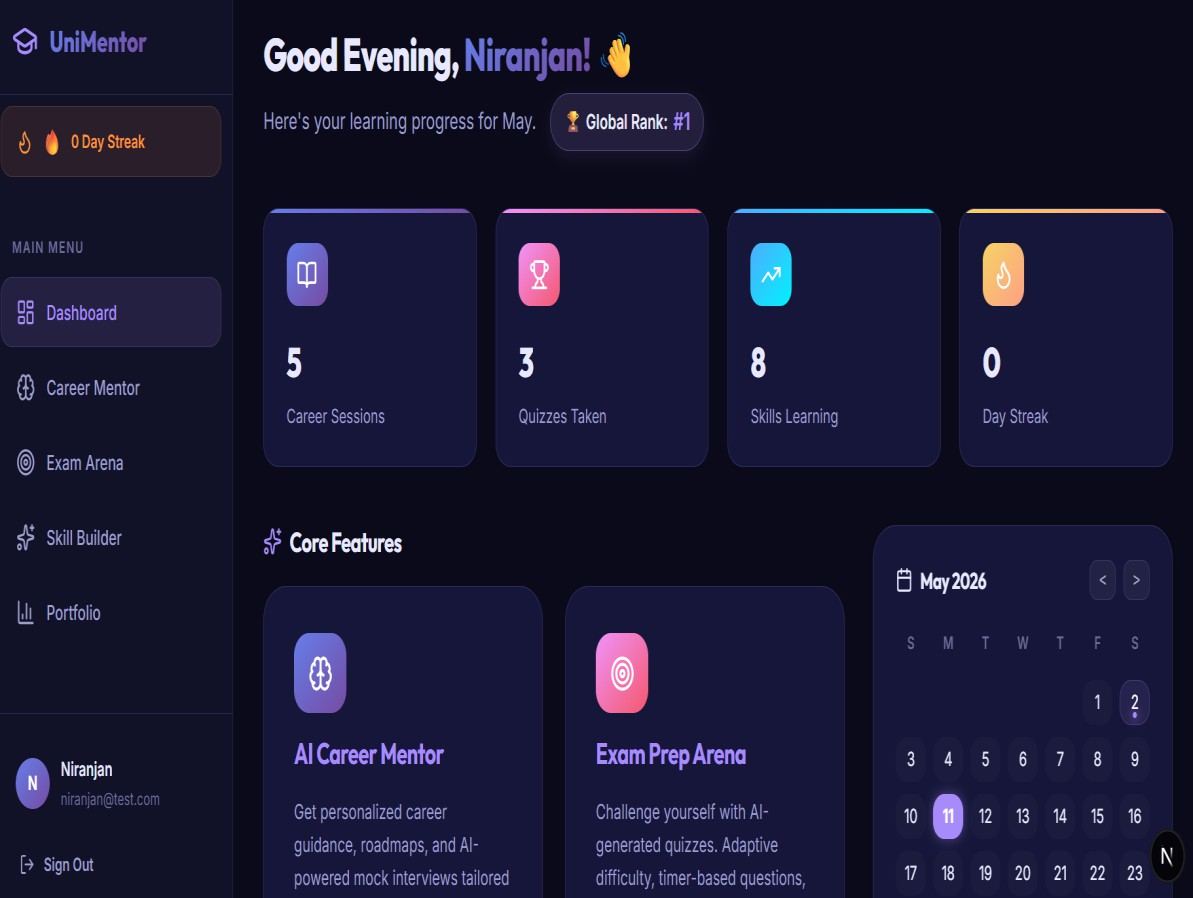 UniMentor
0 Day Streak
MAIN MENU
Dashboard
Career Mentor
Exam Arena
Skill Builder
Portfolio
N
Niranjan
niranjan@test.com
Sign Out
Good Evening, Niranjan! 👋
Here's your learning progress for May.
🏆 Global Rank: #1
5
Career Sessions
3
Quizzes Taken
8
Skills Learning
0
Day Streak
Core Features
AI Career Mentor
Get personalized career
guidance, roadmaps, and AI-
powered mock interviews tailored
Exam Prep Arena
Challenge yourself with AI-
generated quizzes. Adaptive
difficulty, timer-based questions,
May 2026
< >
S M T W T F S
1 2
3 4 5 6 7 8 9
10 11 12 13 14 15 16
17 18 19 20 21 22 23
N